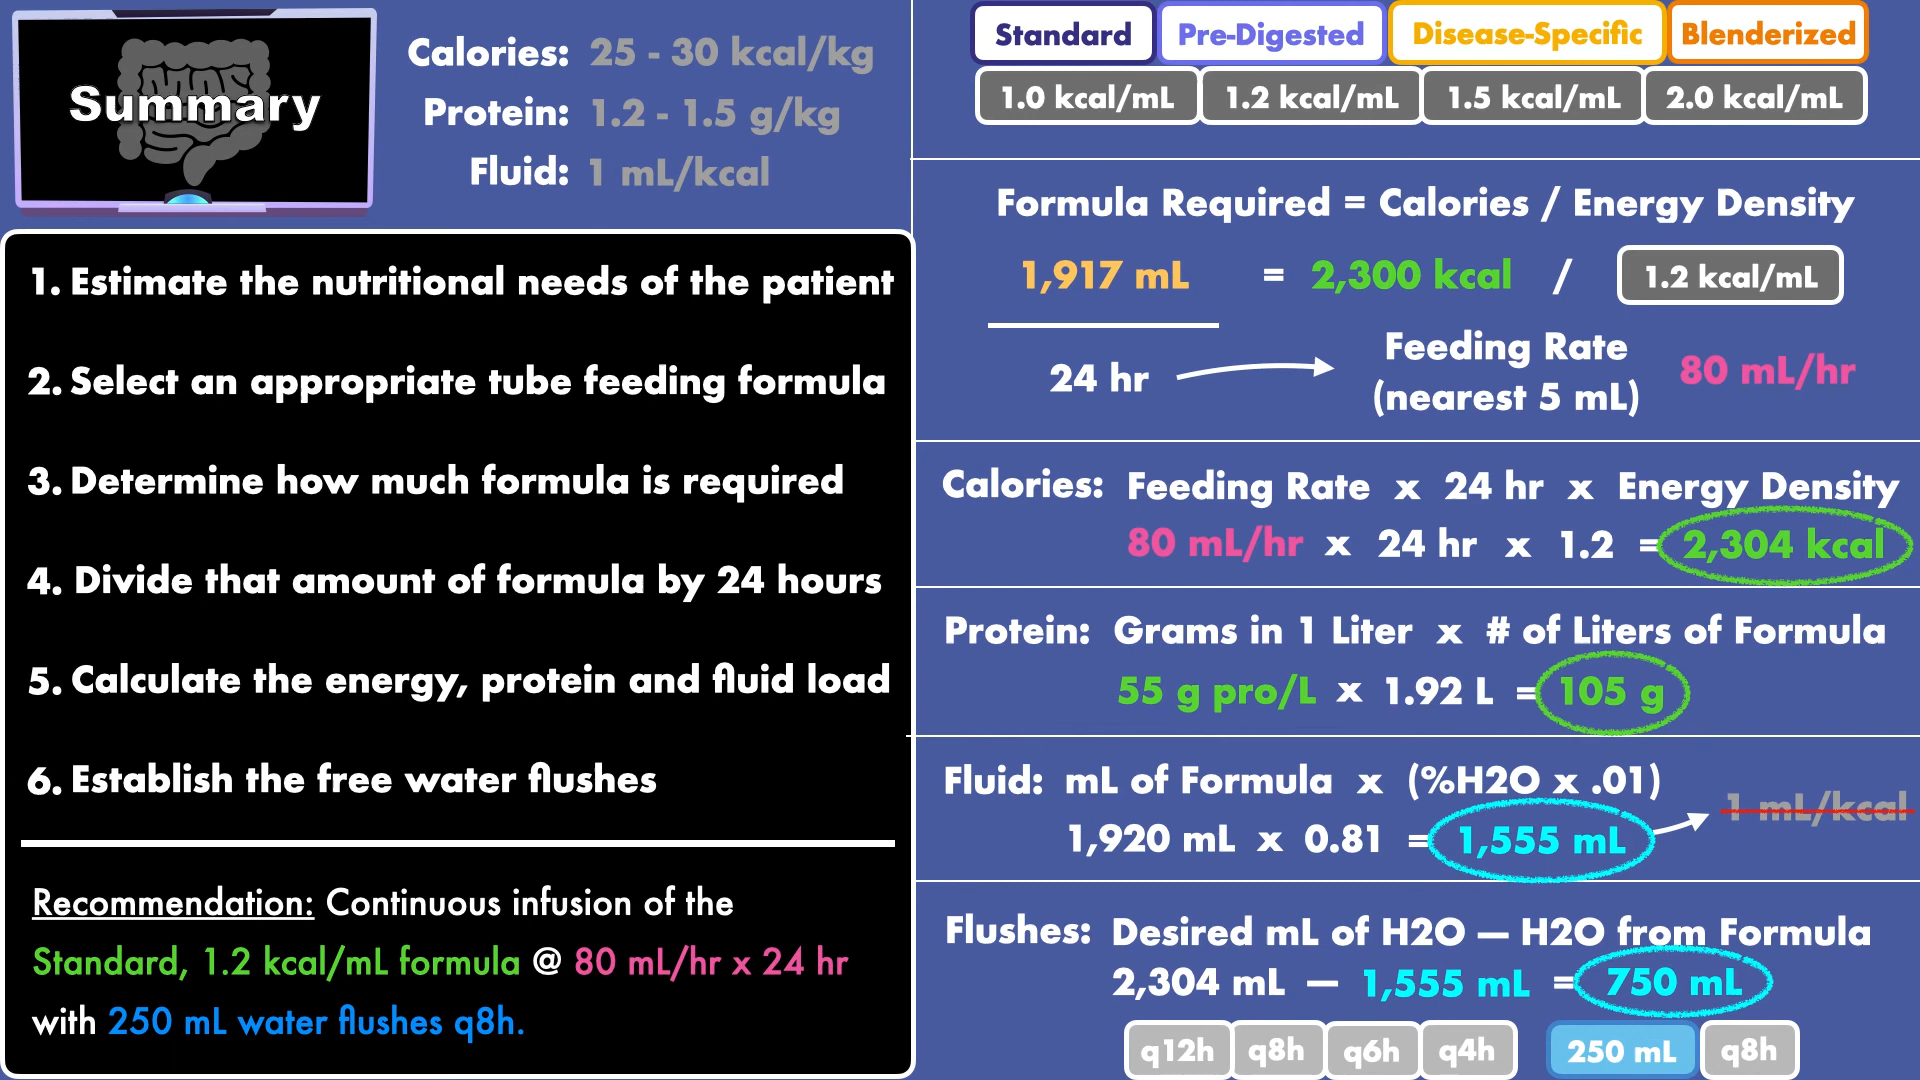 Summary
Calories: 25 - 30 kcal/kg
Protein: 1.2 - 1.5 g/kg
Fluid: 1 mL/kcal
1. Estimate the nutritional needs of the patient
2. Select an appropriate tube feeding formula
3. Determine how much formula is required
4. Divide that amount of formula by 24 hours
5. Calculate the energy, protein and fluid load
6. Establish the free water flushes
Recommendation: Continuous infusion of the
Standard, 1.2 kcal/mL formula @ 80 mL/hr x 24 hr
with 250 mL water flushes q8h.
Standard Pre-Digested Disease-Specific Blenderized
1.0 kcal/mL 1.2 kcal/mL 1.5 kcal/mL 2.0 kcal/mL
Formula Required = Calories / Energy Density
1,917 mL = 2,300 kcal / 1.2 kcal/mL
24 hr
Feeding Rate
(nearest 5 mL)
80 mL/hr
Calories: Feeding Rate x 24 hr x Energy Density
80 mL/hr x 24 hr x 1.2 = 2,304 kcal
Protein: Grams in 1 Liter x # of Liters of Formula
55 g pro/L x 1.92 L = 105 g
Fluid: mL of Formula x (%H2O x .01)
1,920 mL x 0.81 = 1,555 mL
1 mL/kcal
Flushes: Desired mL of H2O — H2O from Formula
2,304 mL — 1,555 mL = 750 mL
q12h q8h q6h q4h 250 mL q8h